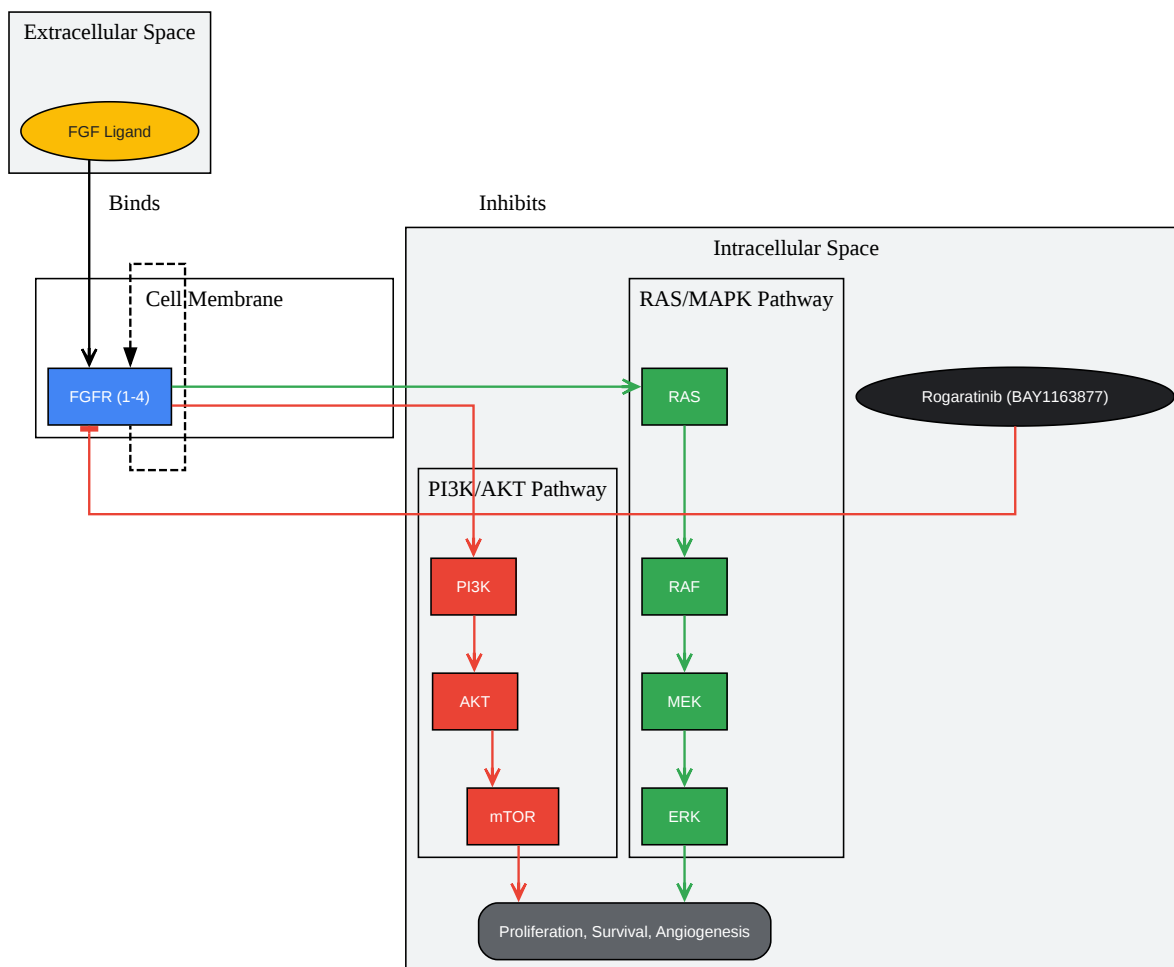 Extracellular Space
FGF Ligand
Binds
Inhibits
Intracellular Space
Cell Membrane
RAS/MAPK Pathway
FGFR (1-4)
RAS
Rogaratinib (BAY1163877)
PI3K/AKT Pathway
PI3K
RAF
AKT
MEK
mTOR
ERK
Proliferation, Survival, Angiogenesis